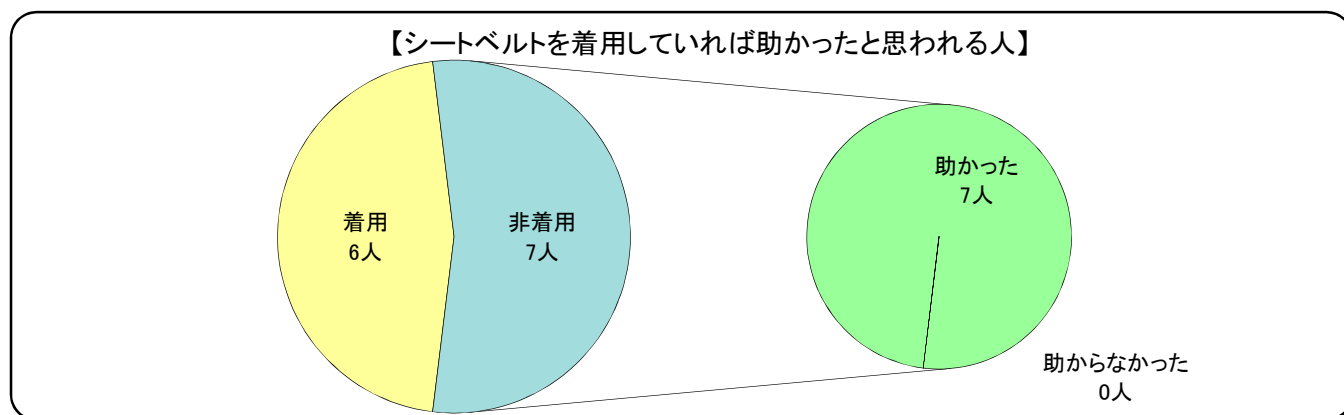 【シートベルトを着用していれば助かったと思われる人】
着用
6人
非着用
7人
助かった
7人
助からなかった
0人